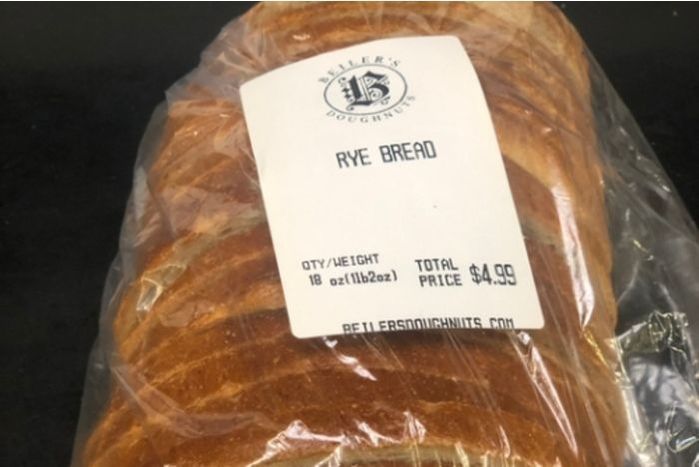 BEILER'S
B
DOUGHNUTS
RYE BREAD
QTY/WEIGHT
18 oz(1lb2oz)
TOTAL
PRICE $4.99
BEILERSDOUGHNUTS.COM